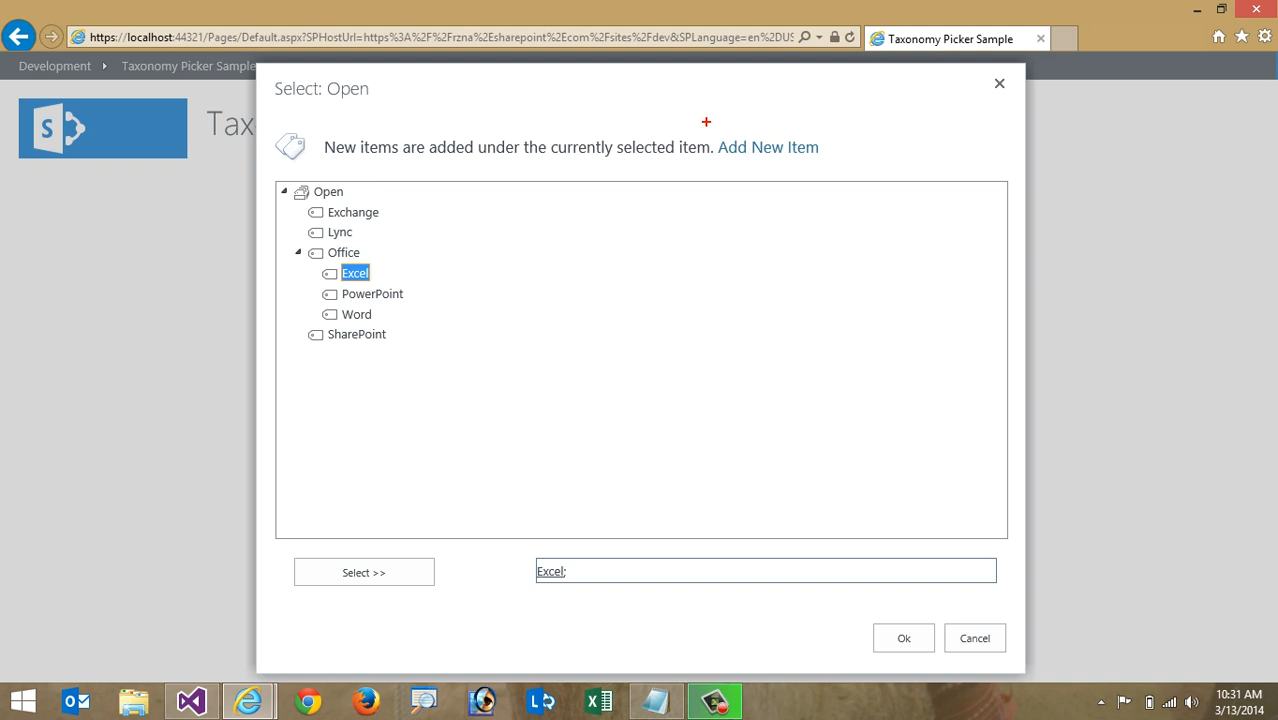 https://localhost:44321/Pages/Default.aspx?SPHostUrl=https%3A%2F%2Frzna%2Esharepoint%2Ecom%2Fsites%2Fdev&SPLanguage=en%2DUS
Taxonomy Picker Sample
Development
Taxonomy Picker Sample
S
Tax
Select: Open
New items are added under the currently selected item. Add New Item
Open
Exchange
Lync
Office
Excel
PowerPoint
Word
SharePoint
Select >>
Excel;
Ok
Cancel
10:31 AM
3/13/2014